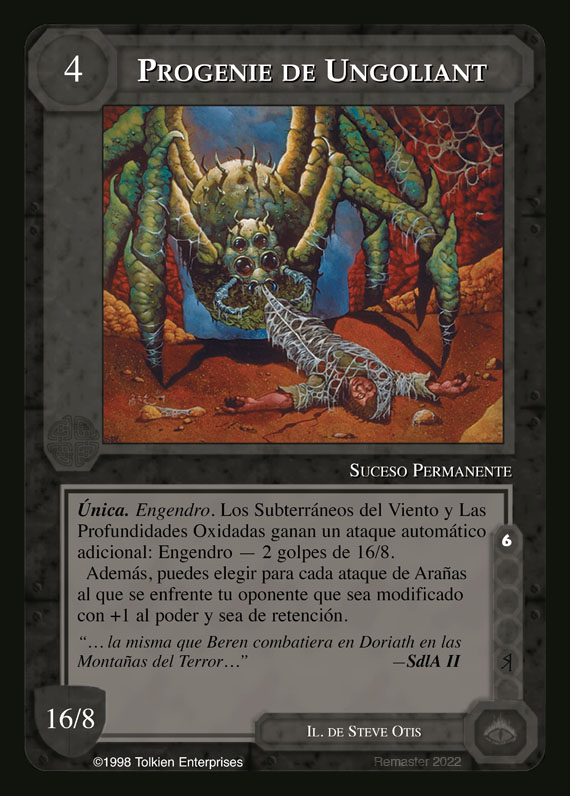 4
Progenie de Ungoliant
Suceso Permanente
Única. Engendro. Los Subterráneos del Viento y Las
Profundidades Oxidadas ganan un ataque automático
adicional: Engendro — 2 golpes de 16/8.
Además, puedes elegir para cada ataque de Arañas
al que se enfrente tu oponente que sea modificado
con +1 al poder y sea de retención.
6
“… la misma que Beren combatiera en Doriath en las
Montañas del Terror…” —SdlA II
16/8
Il. de Steve Otis
©1998 Tolkien Enterprises
Remaster 2022